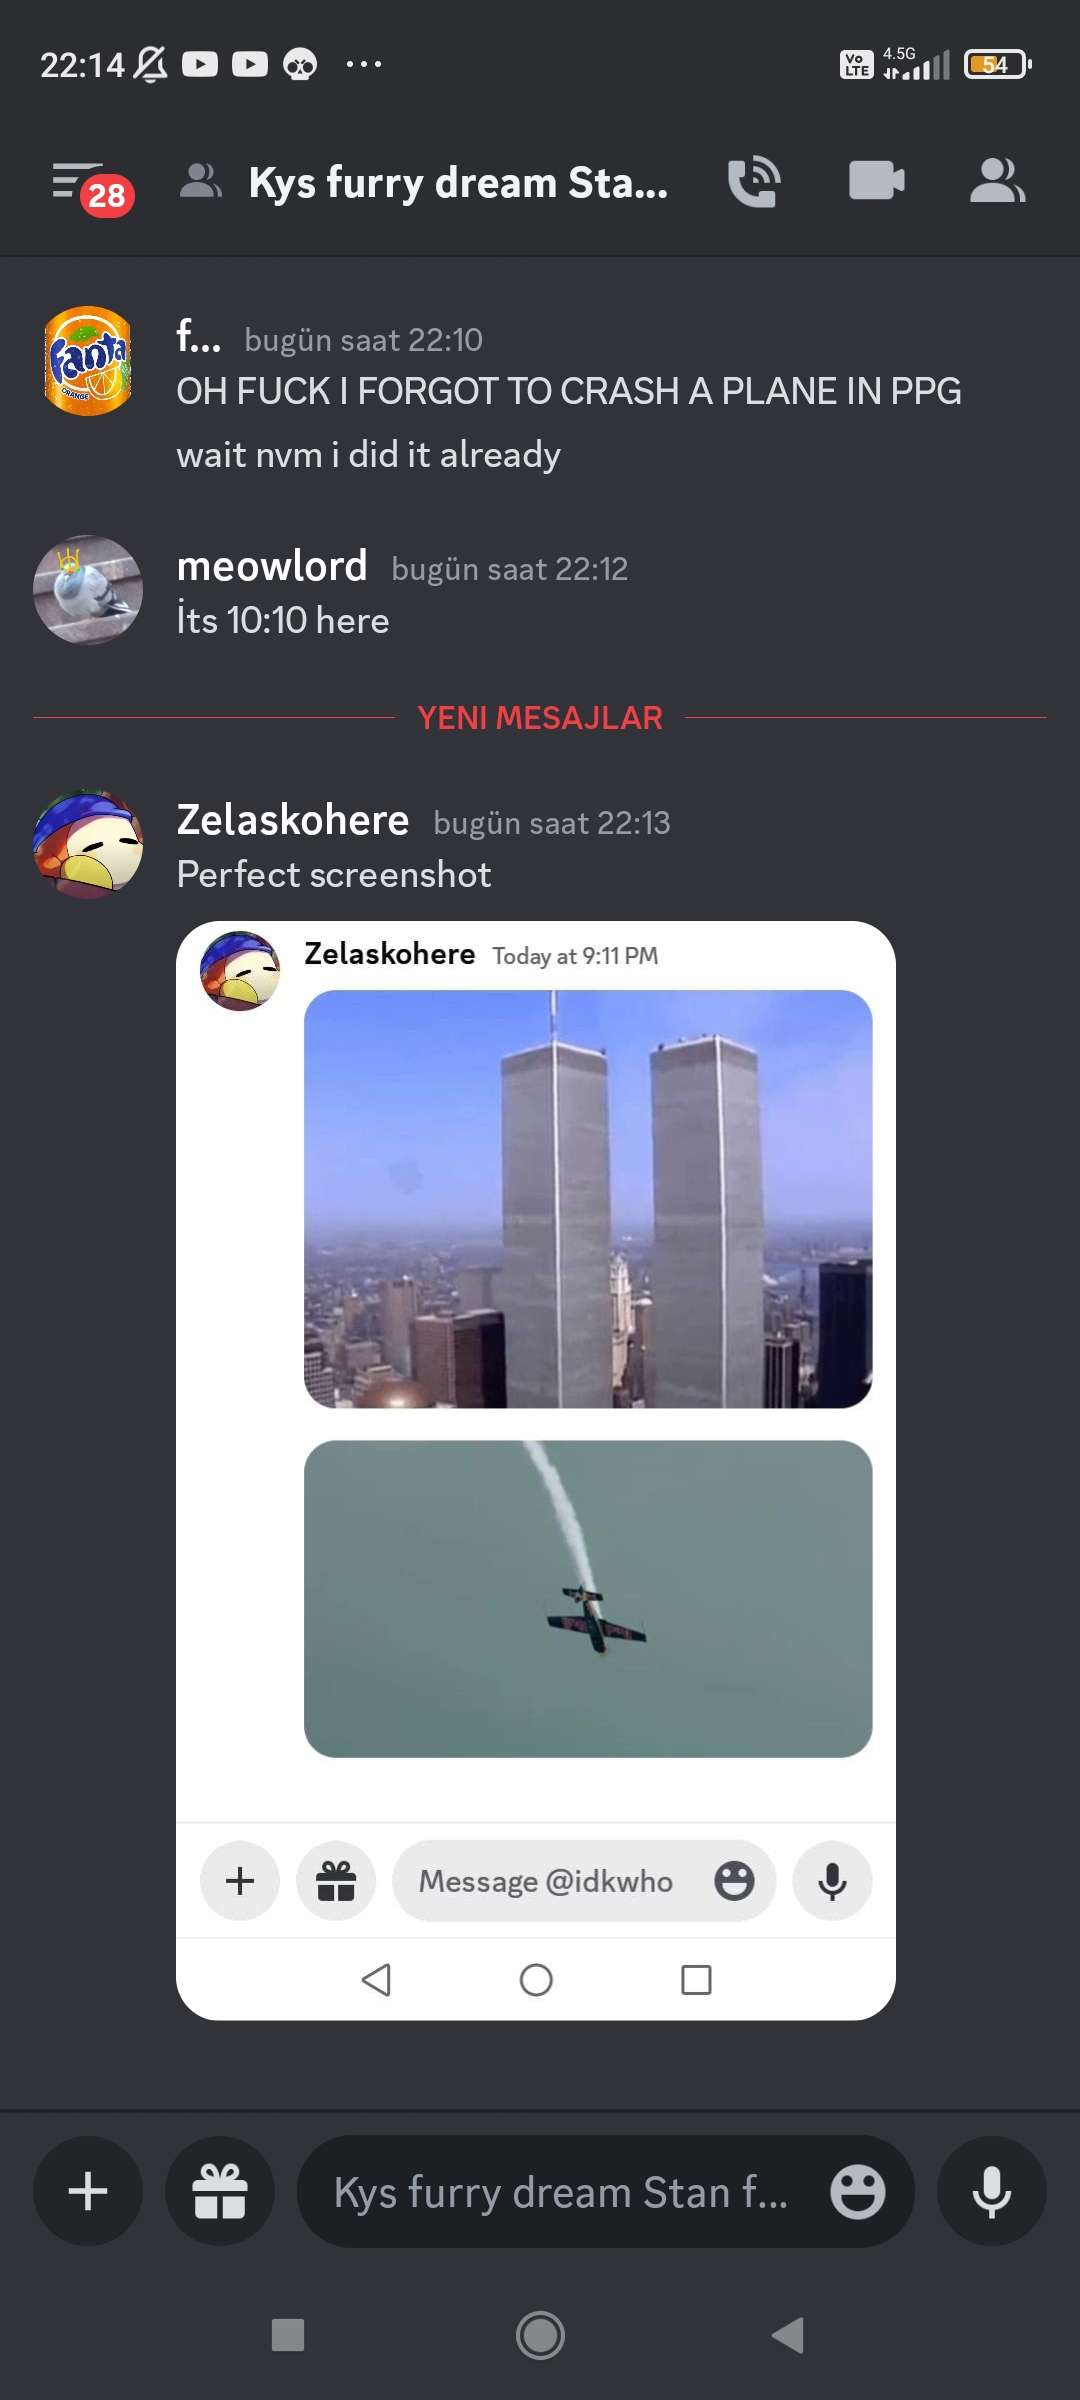 22:14
Vo LTE 4.5G 54
28 Kys furry dream Sta...
fanta
ORANGE
f... bugün saat 22:10
OH FUCK I FORGOT TO CRASH A PLANE IN PPG
wait nvm i did it already
meowlord bugün saat 22:12
İts 10:10 here
YENI MESAJLAR
Zelaskohere bugün saat 22:13
Perfect screenshot
Zelaskohere Today at 9:11 PM
Message @idkwho
Kys furry dream Stan f...